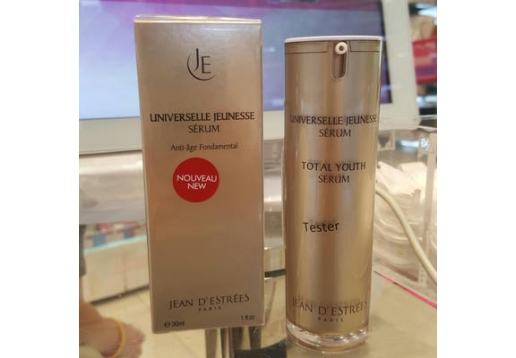 JE
UNIVERSELLE JEUNESSE
SÉRUM
Anti-âge Fondamental
NOUVEAU
NEW
JEAN D'ESTRÉES
PARIS
℮ 30ml 1 fl oz
UNIVERSELLE JEUNESSE
SÉRUM
TOTAL YOUTH
SERUM
Tester
JEAN D'ESTRÉES
PARIS